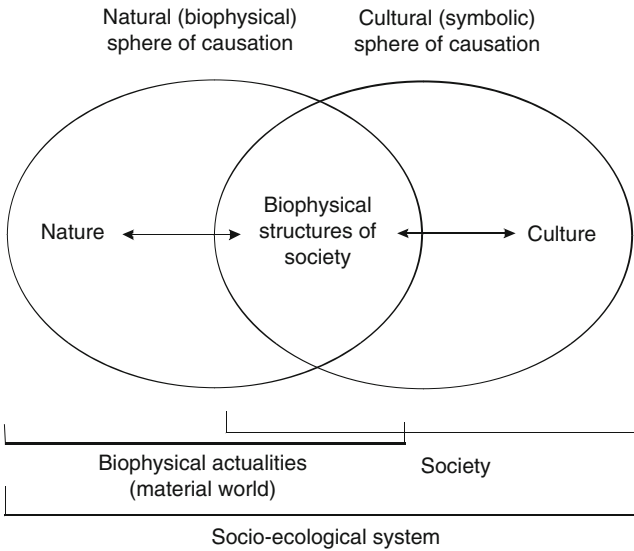 Natural (biophysical)
sphere of causation
Cultural (symbolic)
sphere of causation
Nature
Biophysical
structures of
society
Culture
Biophysical actualities
(material world)
Society
Socio-ecological system